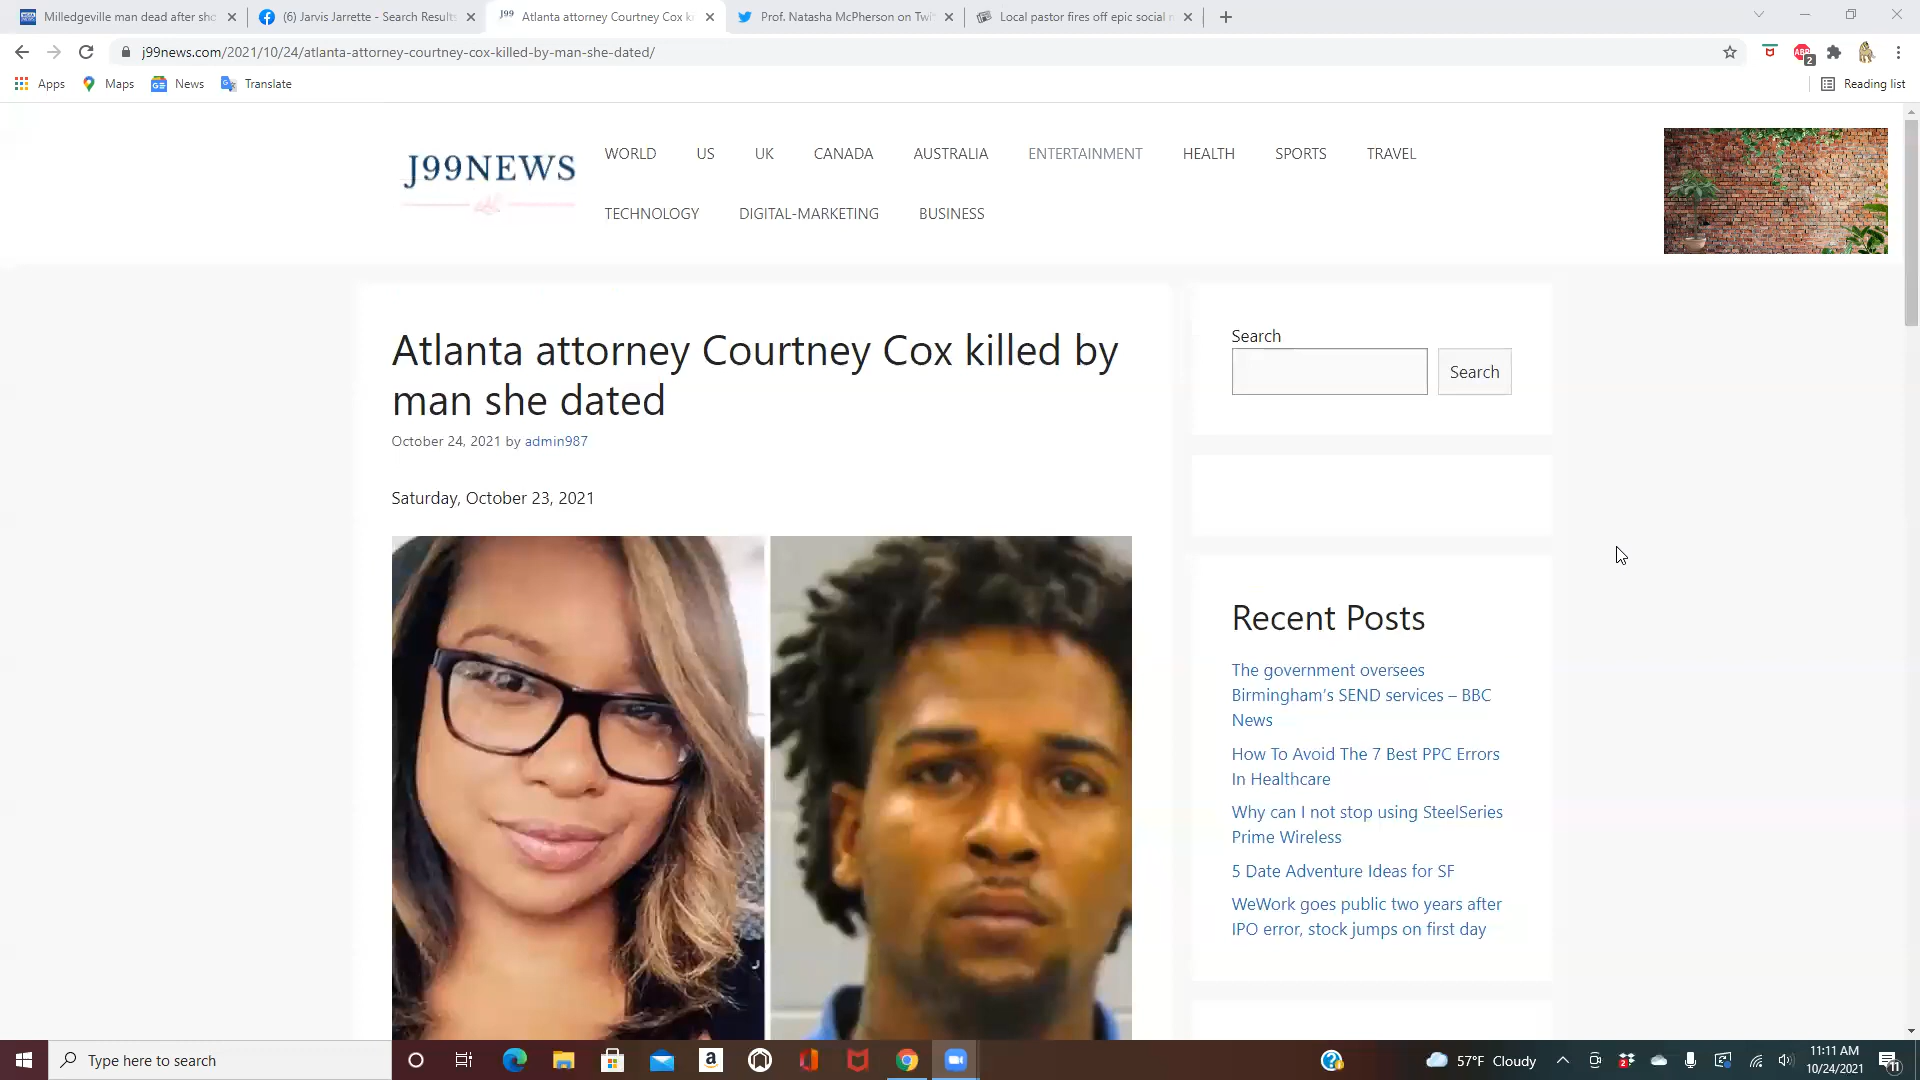 Milledgeville man dead after sho
(6) Jarvis Jarrette - Search Results
J99 Atlanta attorney Courtney Cox k
Prof. Natasha McPherson on Twi
Local pastor fires off epic social
j99news.com/2021/10/24/atlanta-attorney-courtney-cox-killed-by-man-she-dated/
ABP
2
Apps
Maps
News
Translate
Reading list
J99NEWS
WORLD US UK CANADA AUSTRALIA ENTERTAINMENT HEALTH SPORTS TRAVEL
TECHNOLOGY DIGITAL-MARKETING BUSINESS
Atlanta attorney Courtney Cox killed by
man she dated
October 24, 2021 by admin987
Saturday, October 23, 2021
Search
Search
Recent Posts
The government oversees
Birmingham’s SEND services – BBC
News
How To Avoid The 7 Best PPC Errors
In Healthcare
Why can I not stop using SteelSeries
Prime Wireless
5 Date Adventure Ideas for SF
WeWork goes public two years after
IPO error, stock jumps on first day
Type here to search
57°F Cloudy
11:11 AM
10/24/2021
11